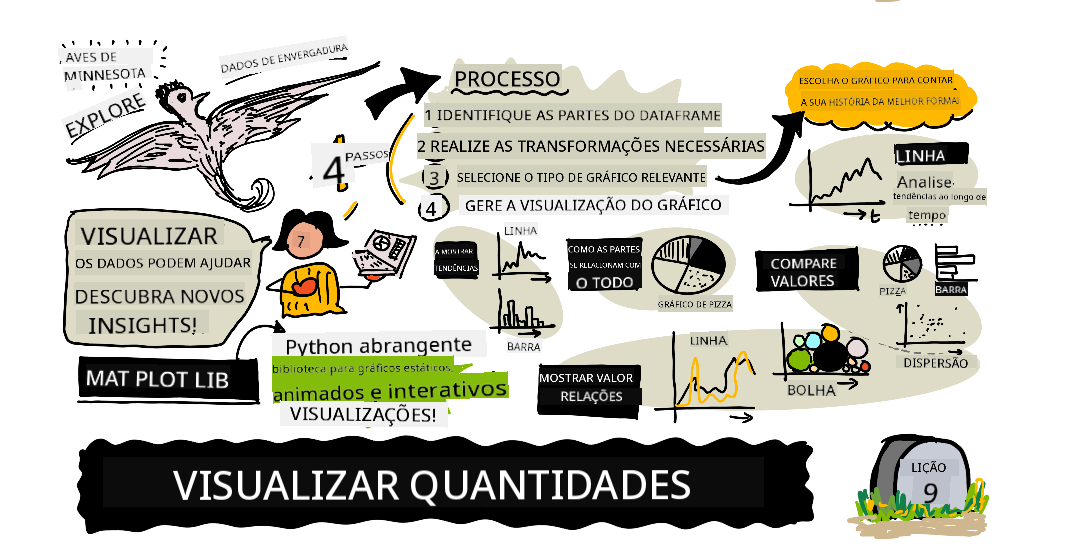 AVES DE
MINNESOTA
DADOS DE ENVERGADURA
EXPLORE
4 PASSOS
PROCESSO
1 IDENTIFIQUE AS PARTES DO DATAFRAME
2 REALIZE AS TRANSFORMAÇÕES NECESSÁRIAS
3 SELECIONE O TIPO DE GRÁFICO RELEVANTE
4 GERE A VISUALIZAÇÃO DO GRÁFICO
ESCOLHA O GRÁFICO PARA CONTAR
A SUA HISTÓRIA DA MELHOR FORMA!
LINHA
Analise
tendências ao longo de
tempo
t
VISUALIZAR
OS DADOS PODEM AJUDAR
DESCUBRA NOVOS
INSIGHTS!
7
A MOSTRAR
TENDÊNCIAS
LINHA
BARRA
COMO AS PARTES
SE RELACIONAM COM
O TODO
GRÁFICO DE PIZZA
COMPARE
VALORES
PIZZA
BARRA
DISPERSÃO
MAT PLOT LIB
Python abrangente
biblioteca para gráficos estáticos,
animados e interativos
VISUALIZAÇÕES!
MOSTRAR VALOR
RELAÇÕES
LINHA
BOLHA
VISUALIZAR QUANTIDADES
LIÇÃO
9